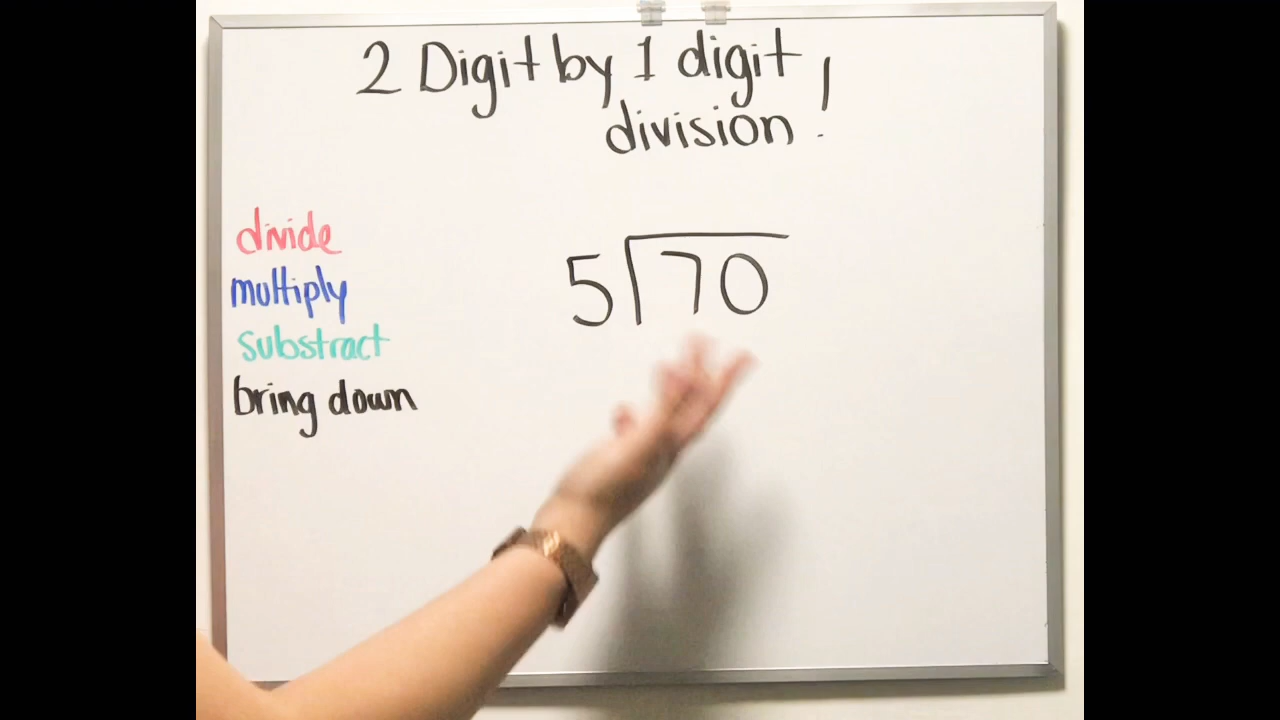 2 Digit by 1 digit
division!
divide
multiply
substract
bring down
5 70